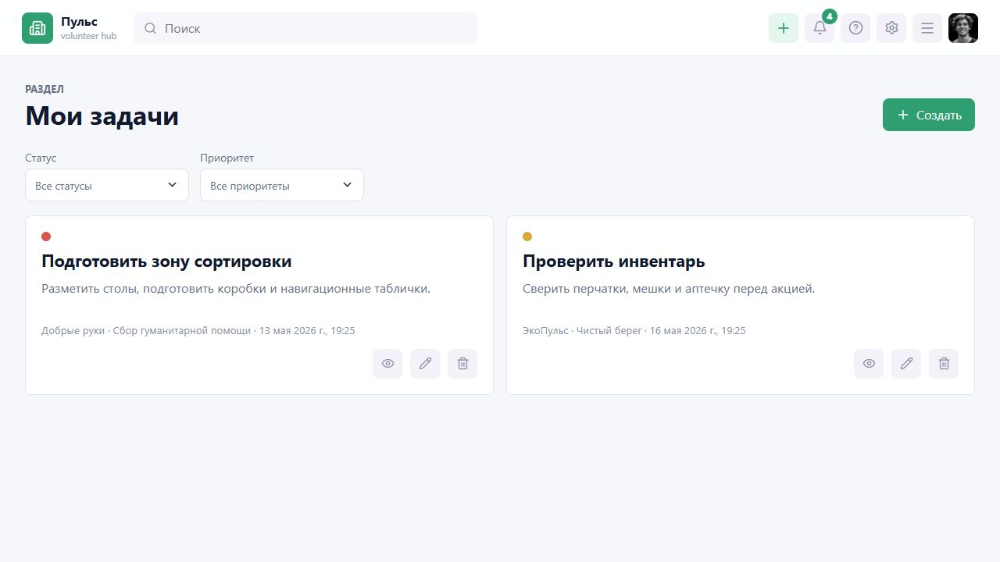 Пульс
volunteer hub
Поиск
4
РАЗДЕЛ
Мои задачи
Создать
Статус
Приоритет
Все статусы
Все приоритеты
Подготовить зону сортировки
Разметить столы, подготовить коробки и навигационные таблички.
Добрые руки · Сбор гуманитарной помощи · 13 мая 2026 г., 19:25
Проверить инвентарь
Сверить перчатки, мешки и аптечку перед акцией.
ЭкоПульс · Чистый берег · 16 мая 2026 г., 19:25